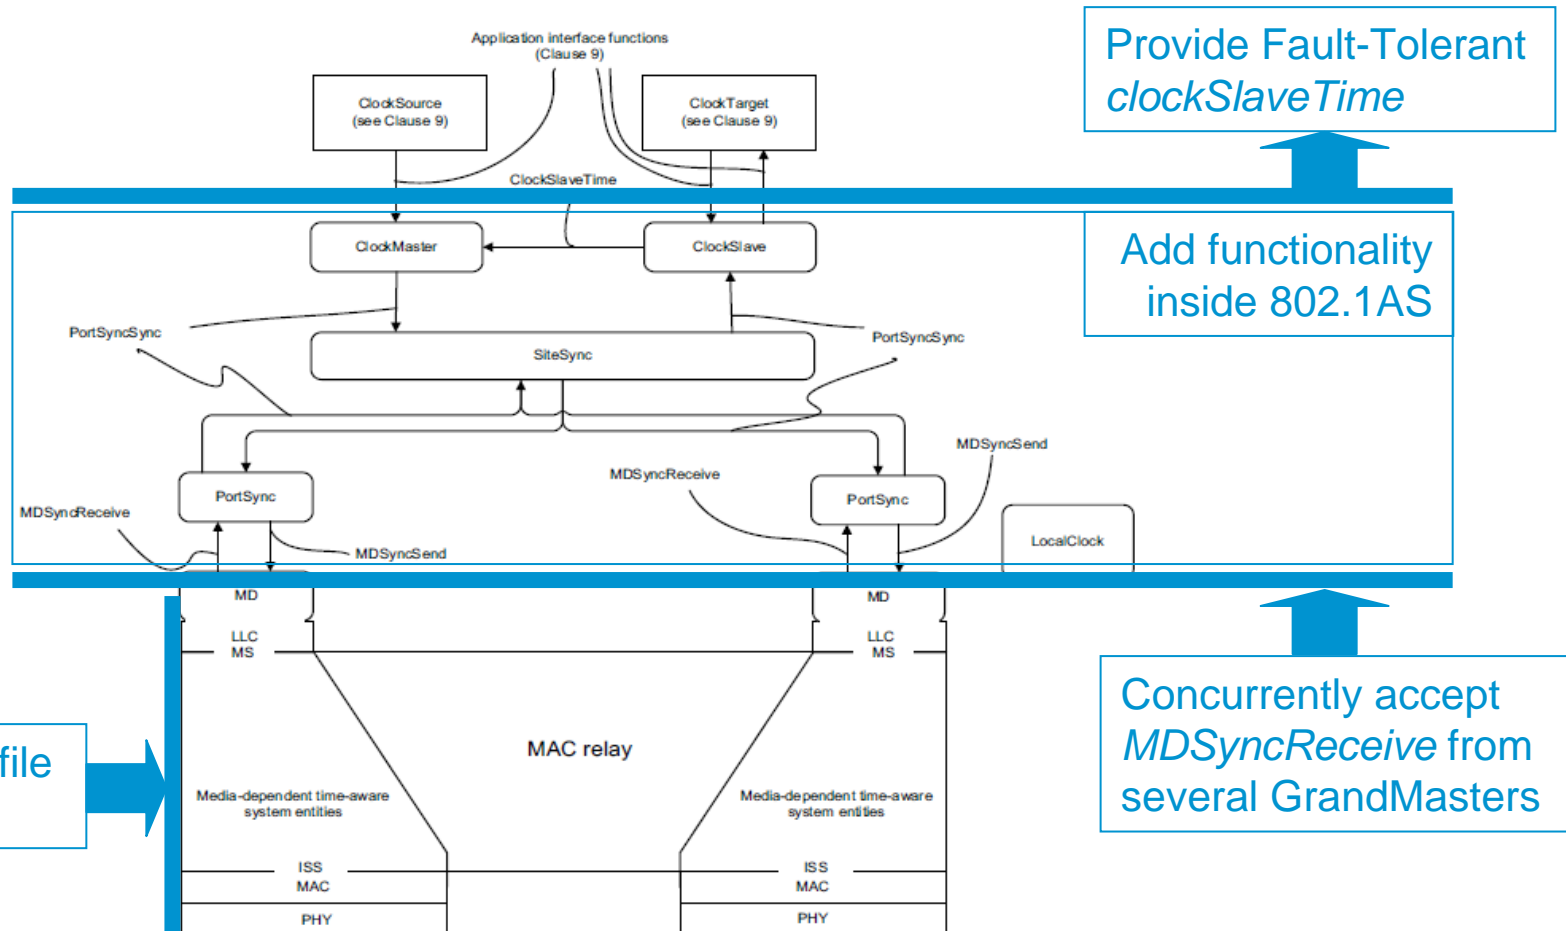 Application interface functions
(Clause 9)
Provide Fault-Tolerant
clockSlaveTime
ClockSource
(see Clause 9)
ClockTarget
(see Clause 9)
ClockSlaveTime
ClockMaster
ClockSlave
Add functionality
inside 802.1AS
PortSyncSync
SiteSync
PortSyncSync
MDSyncReceive
MDSyncSend
PortSync
PortSync
MDSyncReceive
MDSyncSend
LocalClock
MD
MD
LLC
MS
LLC
MS
Concurrently accept
MDSyncReceive from
several GrandMasters
file
MAC relay
Media-dependent time-aware
system entities
Media-dependent time-aware
system entities
ISS
MAC
ISS
MAC
PHY
PHY